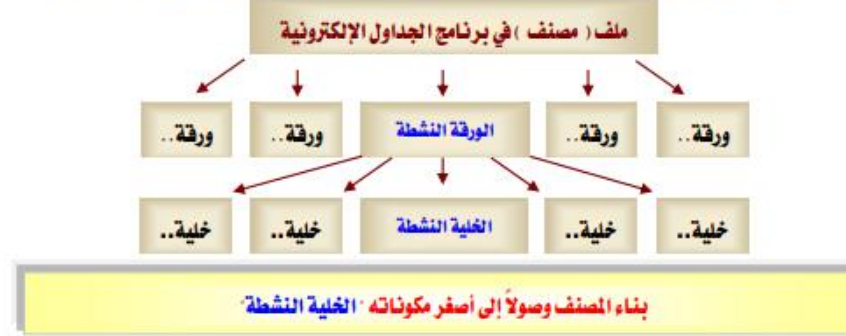 ملف ( مصنف ) في برنامج الجداول الإلكترونية
ورقة.. ورقة.. الورقة النشطة ورقة.. ورقة..
خلية.. خلية.. الخلية النشطة خلية.. خلية..
بناء المصنف وصولاً إلى أصغر مكوناته "الخلية النشطة"